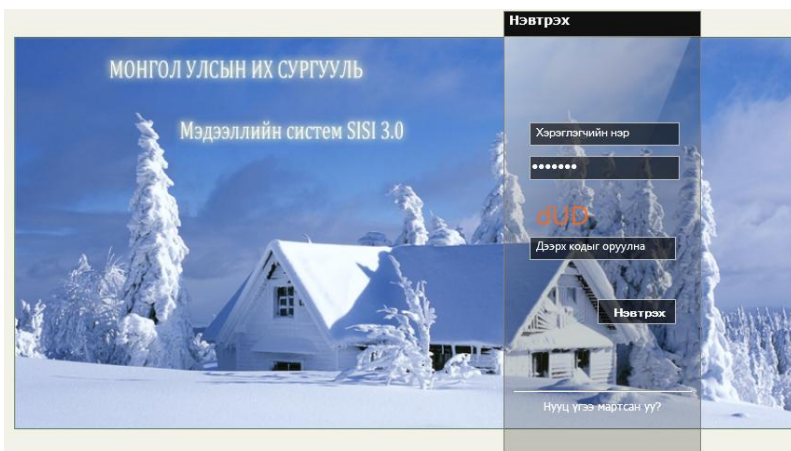 Нэвтрэх
МОНГОЛ УЛСЫН ИХ СУРГУУЛЬ
Мэдээллийн систем SISI 3.0
Хэрэглэгчийн нэр
•••••••
dUD
Дээрх кодыг оруулна
Нэвтрэх
Нууц үгээ мартсан уу?